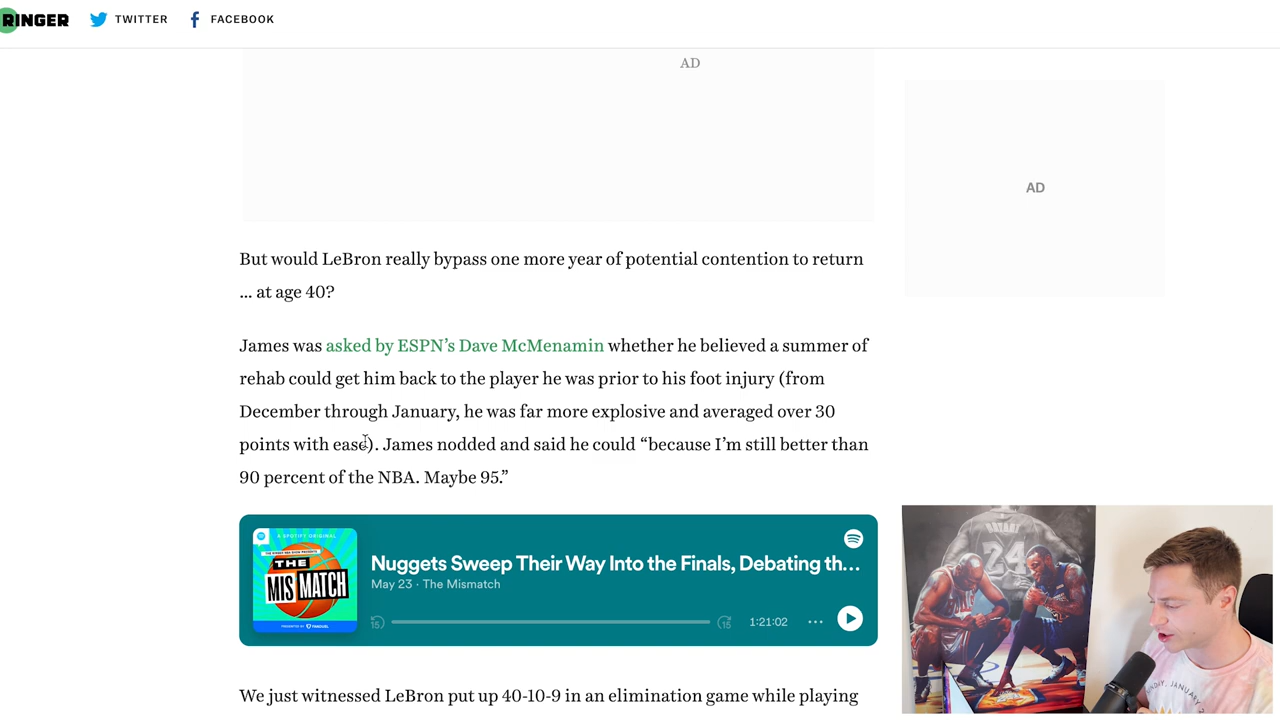 RINGER
TWITTER
FACEBOOK
AD
AD
But would LeBron really bypass one more year of potential contention to return
... at age 40?
James was asked by ESPN’s Dave McMenamin whether he believed a summer of
rehab could get him back to the player he was prior to his foot injury (from
December through January, he was far more explosive and averaged over 30
points with ease). James nodded and said he could “because I’m still better than
90 percent of the NBA. Maybe 95.”
A SPOTIFY ORIGINAL
THE
MISMATCH
Nuggets Sweep Their Way Into the Finals, Debating th…
May 23 · The Mismatch
15
15
1:21:02
BRYANT
24
We just witnessed LeBron put up 40-10-9 in an elimination game while playing